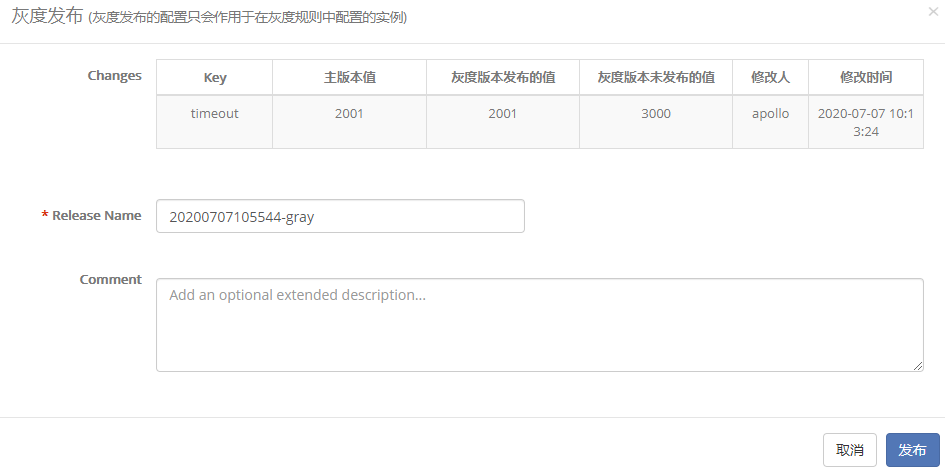 灰度发布 (灰度发布的配置只会作用于在灰度规则中配置的实例)
×
Changes
Key 主版本值 灰度版本发布的值 灰度版本未发布的值 修改人 修改时间
timeout 2001 2001 3000 apollo 2020-07-07 10:1
3:24
* Release Name 20200707105544-gray
Comment
Add an optional extended description...
取消 发布